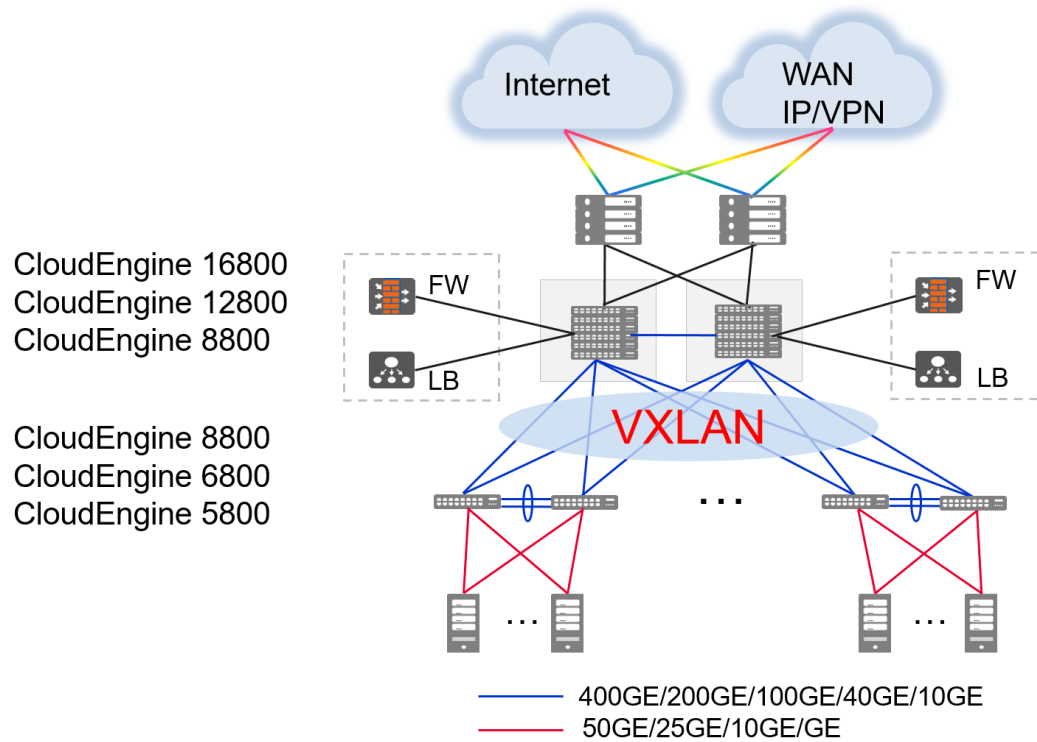 Internet
WAN
IP/VPN
CloudEngine 16800
CloudEngine 12800
CloudEngine 8800
FW
LB
FW
LB
VXLAN
CloudEngine 8800
CloudEngine 6800
CloudEngine 5800
...
... ...
400GE/200GE/100GE/40GE/10GE
50GE/25GE/10GE/GE